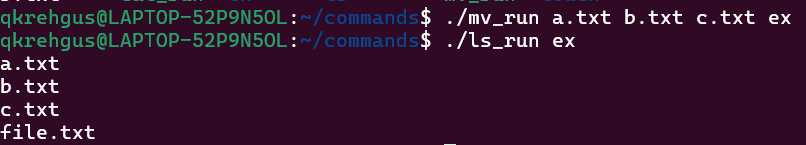 qkrehgus@LAPTOP-52P9N5OL:~/commands$ ./mv_run a.txt b.txt c.txt ex
qkrehgus@LAPTOP-52P9N5OL:~/commands$ ./ls_run ex
a.txt
b.txt
c.txt
file.txt